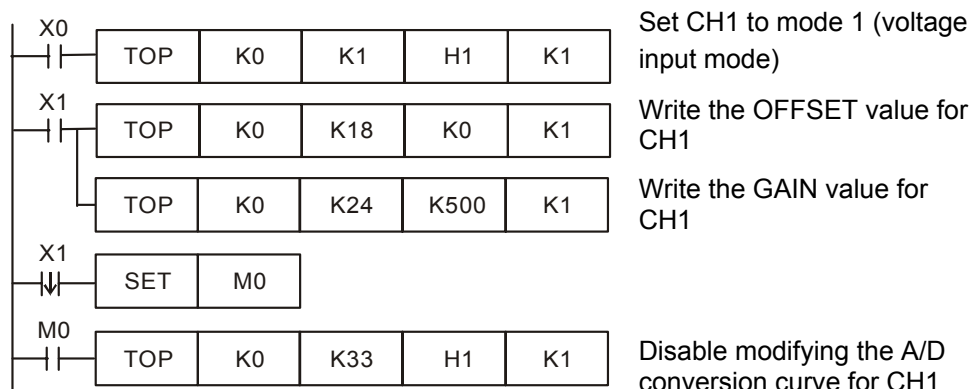 X0
TOP K0 K1 H1 K1
Set CH1 to mode 1 (voltage
input mode)
X1
TOP K0 K18 K0 K1
Write the OFFSET value for
CH1
TOP K0 K24 K500 K1
Write the GAIN value for
CH1
X1
SET M0
M0
TOP K0 K33 H1 K1
Disable modifying the A/D
conversion curve for CH1